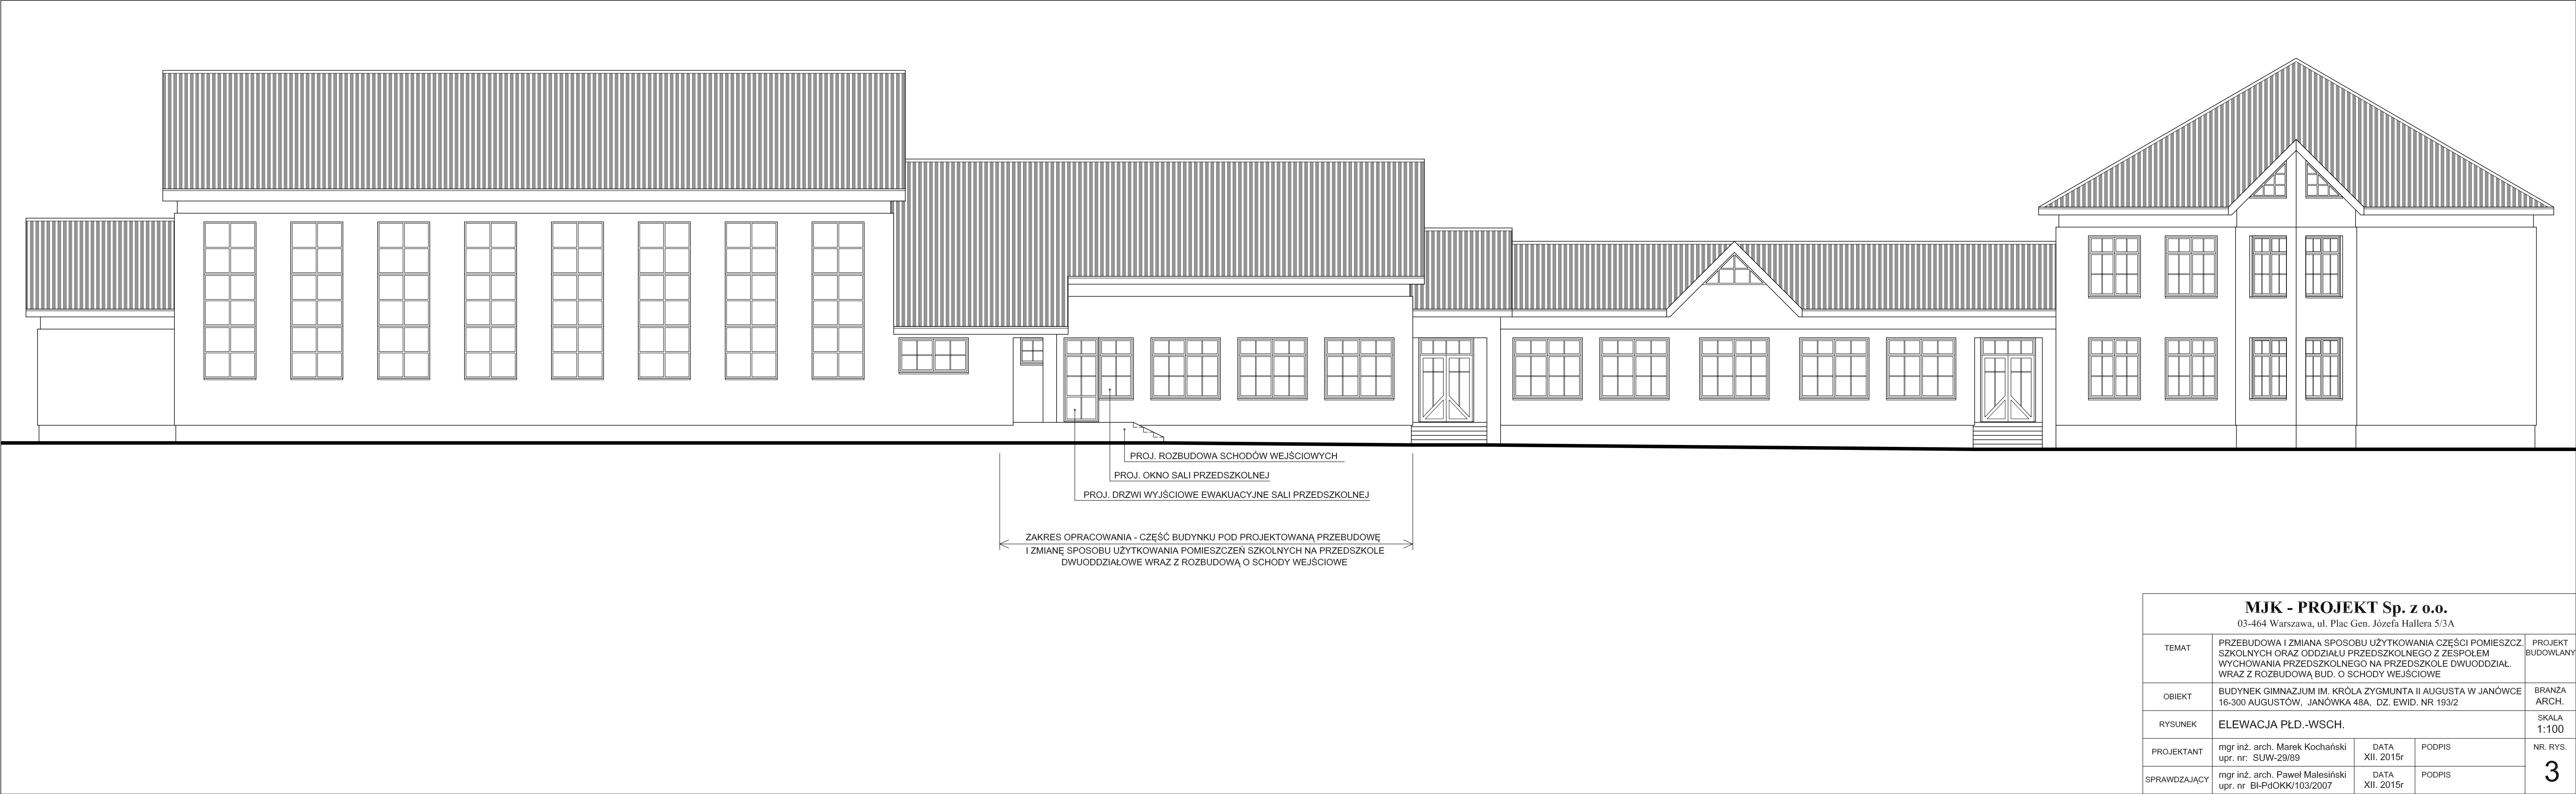 PROJ. ROZBUDOWA SCHODÓW WEJŚCIOWYCH
PROJ. OKNO SALI PRZEDSZKOLNEJ
PROJ. DRZWI WYJŚCIOWE EWAKUACYJNE SALI PRZEDSZKOLNEJ
ZAKRES OPRACOWANIA - CZĘŚĆ BUDYNKU POD PROJEKTOWANĄ PRZEBUDOWĘ
I ZMIANĘ SPOSOBU UŻYTKOWANIA POMIESZCZEŃ SZKOLNYCH NA PRZEDSZKOLE
DWUODDZIAŁOWE WRAZ Z ROZBUDOWĄ O SCHODY WEJŚCIOWE
MJK - PROJEKT Sp. z o.o.
03-464 Warszawa, ul. Plac Gen. Józefa Hallera 5/3A
TEMAT
PRZEBUDOWA I ZMIANA SPOSOBU UŻYTKOWANIA CZĘŚCI POMIESZCZ.
SZKOLNYCH ORAZ ODDZIAŁU PRZEDSZKOLNEGO Z ZESPOŁEM
WYCHOWANIA PRZEDSZKOLNEGO NA PRZEDSZKOLE DWUODDZIAŁ.
WRAZ Z ROZBUDOWĄ BUD. O SCHODY WEJŚCIOWE
PROJEKT
BUDOWLANY
OBIEKT
BUDYNEK GIMNAZJUM IM. KRÓLA ZYGMUNTA II AUGUSTA W JANÓWCE
16-300 AUGUSTÓW, JANÓWKA 48A, DZ. EWID. NR 193/2
BRANŻA
ARCH.
RYSUNEK
ELEWACJA PŁD.-WSCH.
SKALA
1:100
PROJEKTANT
mgr inż. arch. Marek Kochański
upr. nr: SUW-29/89
DATA
XII. 2015r
PODPIS
NR. RYS.
3
SPRAWDZAJĄCY
mgr inż. arch. Paweł Malesiński
upr. nr BI-PdOKK/103/2007
DATA
XII. 2015r
PODPIS